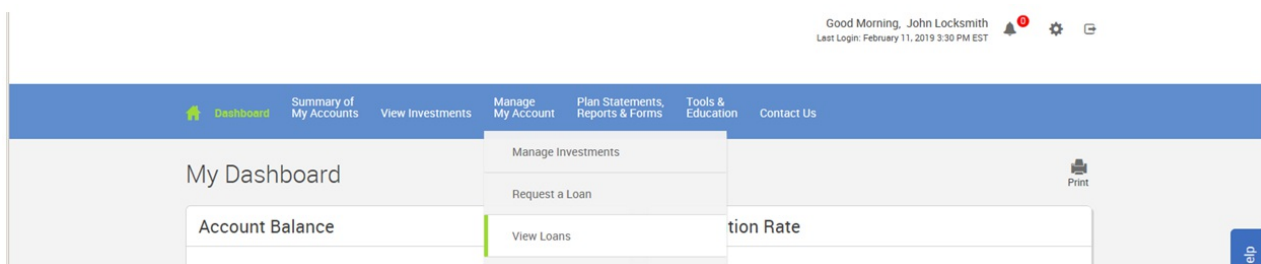 Good Morning, John Locksmith
Last Login: February 11, 2019 3:30 PM EST
0
Dashboard
Summary of
My Accounts
View Investments
Manage
My Account
Plan Statements,
Reports & Forms
Tools &
Education
Contact Us
My Dashboard
Print
Manage Investments
Request a Loan
View Loans
Account Balance
tion Rate
elp